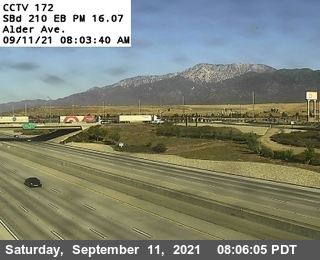 CCTV 172
SBd 210 EB PM 16.07
Alder Ave.
09/11/21 08:03:40 AM
Saturday, September 11, 2021 08:06:05 PDT